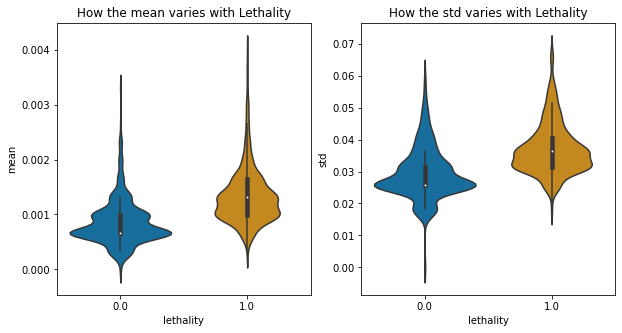 How the mean varies with Lethality
0.004
0.003
0.002
0.001
0.000
mean
0.0
1.0
lethality
How the std varies with Lethality
0.07
0.06
0.05
0.04
0.03
0.02
0.01
0.00
std
0.0
1.0
lethality